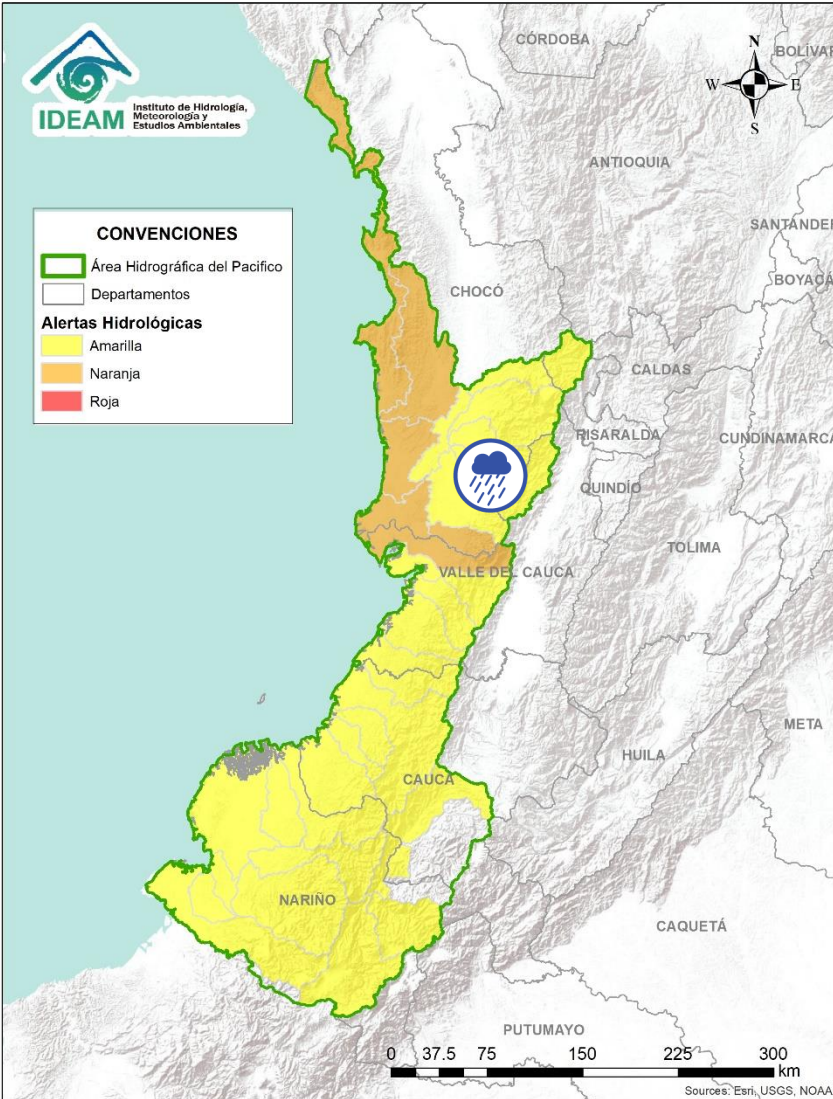 IDEAM
Instituto de Hidrología,
Meteorología y
Estudios Ambientales
CÓRDOBA
BOLÍVAR
N
W
E
S
ANTIOQUIA
SANTANDER
BOYACÁ
CONVENCIONES
Área Hidrográfica del Pacifico
Departamentos
Alertas Hidrológicas
Amarilla
Naranja
Roja
CHOCÓ
CALDAS
RISARALDA
CUNDINAMARCA
QUINDÍO
TOLIMA
VALLE DEL CAUCA
META
HUILA
CAUCA
NARIÑO
CAQUETÁ
PUTUMAYO
0 37.5 75 150 225 300
km
Sources: Esri, USGS, NOAA